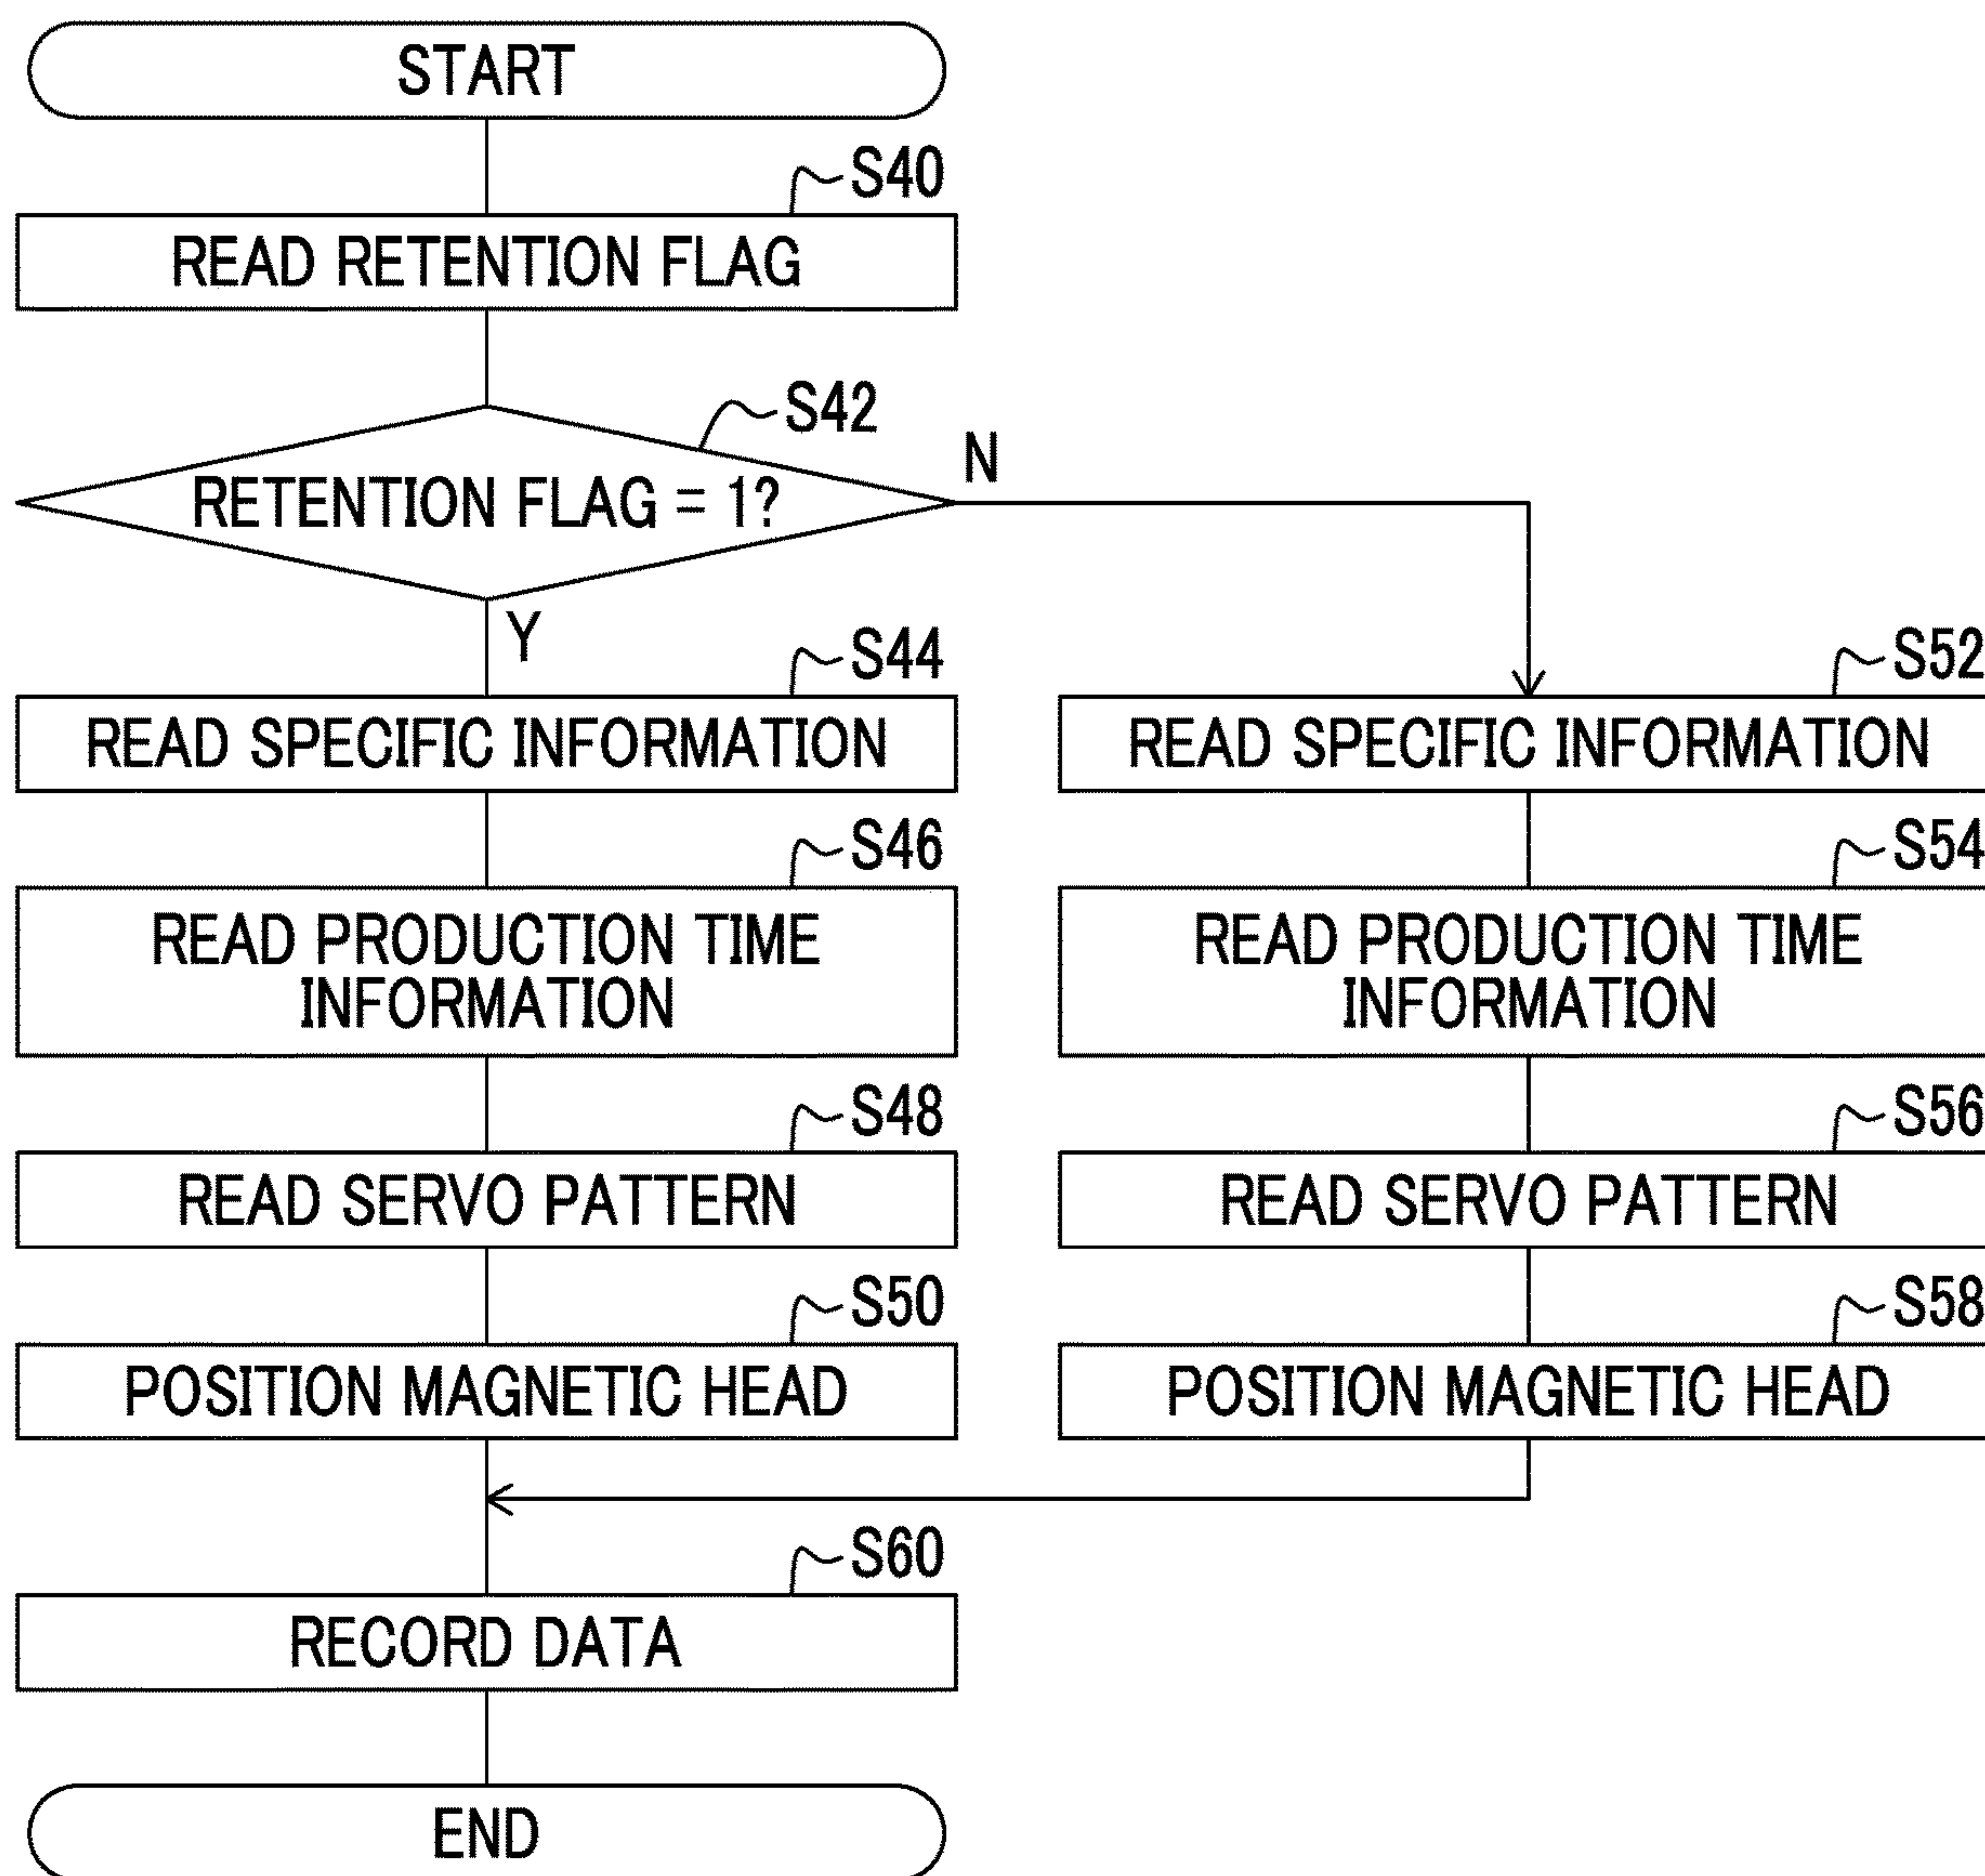 START
S40
READ RETENTION FLAG
S42
RETENTION FLAG = 1?
N
Y
S44
READ SPECIFIC INFORMATION
S52
READ SPECIFIC INFORMATION
S46
READ PRODUCTION TIME
INFORMATION
S54
READ PRODUCTION TIME
INFORMATION
S48
READ SERVO PATTERN
S56
READ SERVO PATTERN
S50
POSITION MAGNETIC HEAD
S58
POSITION MAGNETIC HEAD
S60
RECORD DATA
END